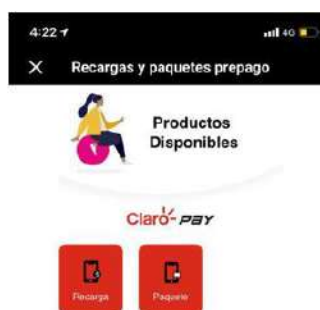 4:22
4G
Recargas y paquetes prepago
Productos
Disponibles
Claro-pay
Recarga
Paquete